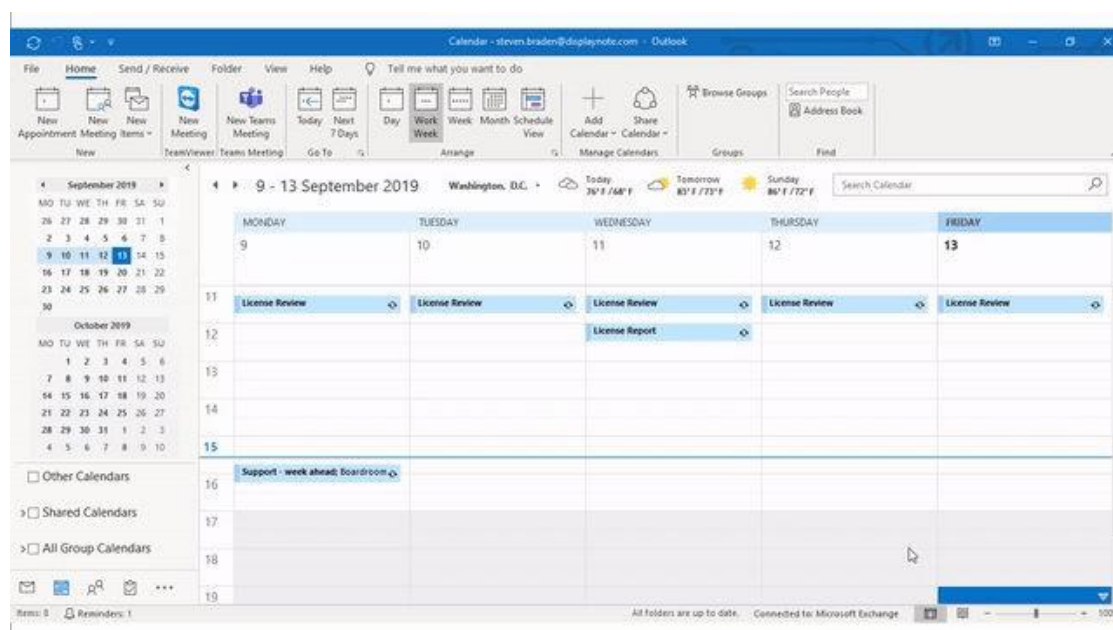 Calendar - steven.braden@displaynote.com - Outlook
File Home Send / Receive Folder View Help Tell me what you want to do
New Appointment
New Meeting
New Items
New Meeting
New Teams Meeting
Today
Next 7 Days
Day
Work Week
Week
Month
Schedule View
Add Calendar
Share Calendar
Browse Groups
Search People
Address Book
New TeamViewer Teams Meeting Go To Arrange Manage Calendars Groups Find
September 2019
MO TU WE TH FR SA SU
26 27 28 29 30 31 1
2 3 4 5 6 7 8
9 10 11 12 13 14 15
16 17 18 19 20 21 22
23 24 25 26 27 28 29
30
October 2019
MO TU WE TH FR SA SU
1 2 3 4 5 6
7 8 9 10 11 12 13
14 15 16 17 18 19 20
21 22 23 24 25 26 27
28 29 30 31 1 2 3
4 5 6 7 8 9 10
Other Calendars
Shared Calendars
All Group Calendars
9 - 13 September 2019 Washington, D.C.
Today
76°F/68°F
Tomorrow
83°F/73°F
Sunday
86°F/72°F
Search Calendar
MONDAY TUESDAY WEDNESDAY THURSDAY FRIDAY
9 10 11 12 13
11 License Review License Review License Review License Review License Review
12 License Report
13
14
15
Support - week ahead; Boardroom
16
17
18
19
Items: 8 Reminders: 1 All folders are up to date. Connected to: Microsoft Exchange 100